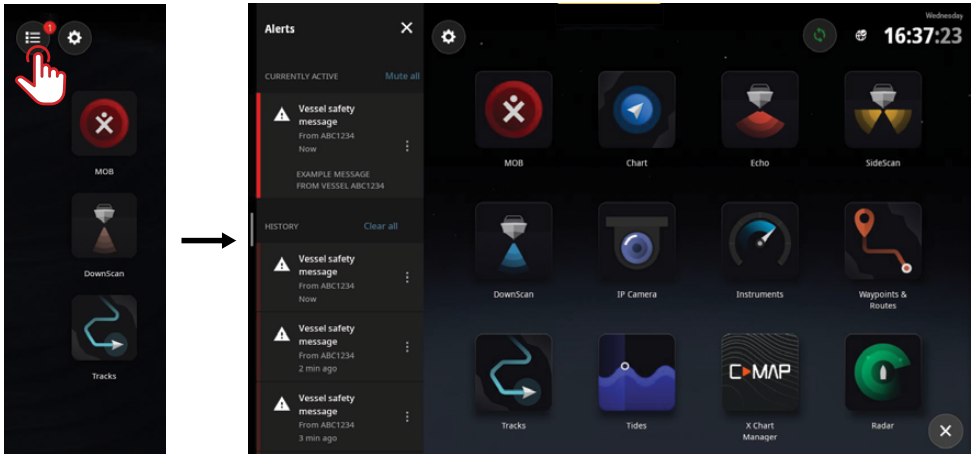 1
MOB
DownScan
Tracks
Alerts
CURRENTLY ACTIVE Mute all
Vessel safety
message
From ABC1234
Now
EXAMPLE MESSAGE
FROM VESSEL ABC1234
HISTORY Clear all
Vessel safety
message
From ABC1234
Now
Vessel safety
message
From ABC1234
2 min ago
Vessel safety
message
From ABC1234
3 min ago
Wednesday
16:37:23
MOB Chart Echo SideScan
DownScan IP Camera Instruments Waypoints &
Routes
C-MAP
Tracks Tides X Chart Radar
Manager